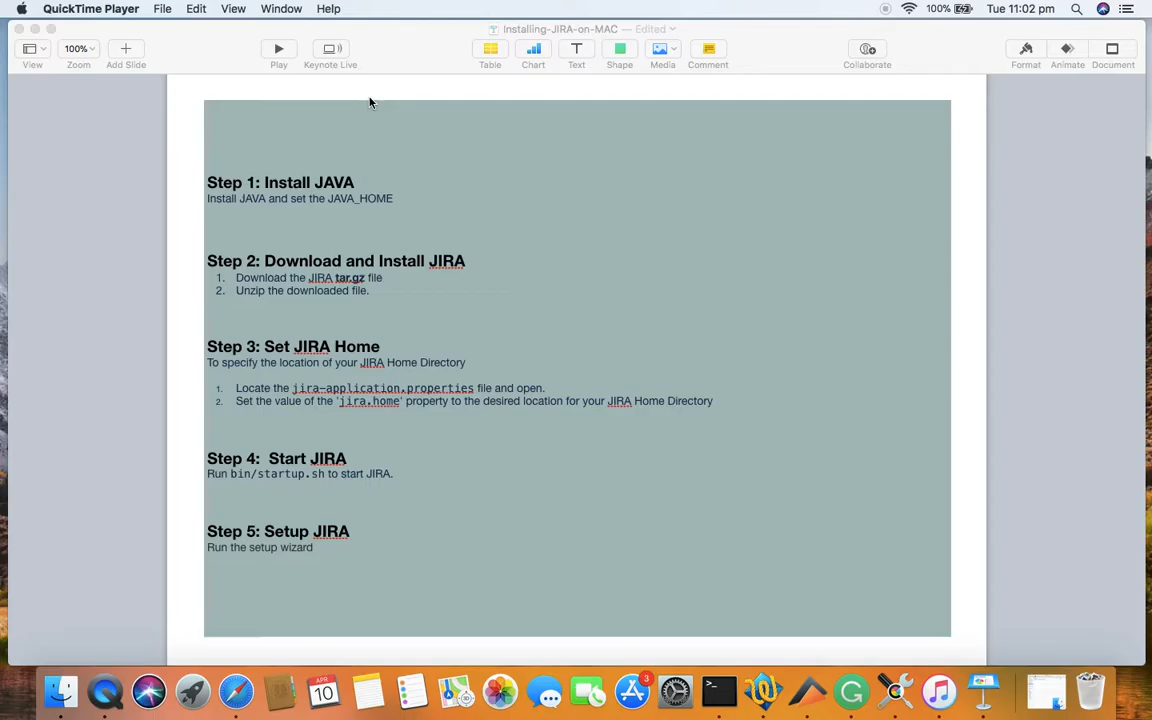 QuickTime Player File Edit View Window Help 100% Tue 11:02 pm
Installing-JIRA-on-MAC — Edited
100%
View Zoom Add Slide Play Keynote Live Table Chart Text Shape Media Comment Collaborate Format Animate Document
Step 1: Install JAVA
Install JAVA and set the JAVA_HOME
Step 2: Download and Install JIRA
1. Download the JIRA tar.gz file
2. Unzip the downloaded file.
Step 3: Set JIRA Home
To specify the location of your JIRA Home Directory
1. Locate the jira-application.properties file and open.
2. Set the value of the 'jira.home' property to the desired location for your JIRA Home Directory
Step 4: Start JIRA
Run bin/startup.sh to start JIRA.
Step 5: Setup JIRA
Run the setup wizard
APR
10
3D
3